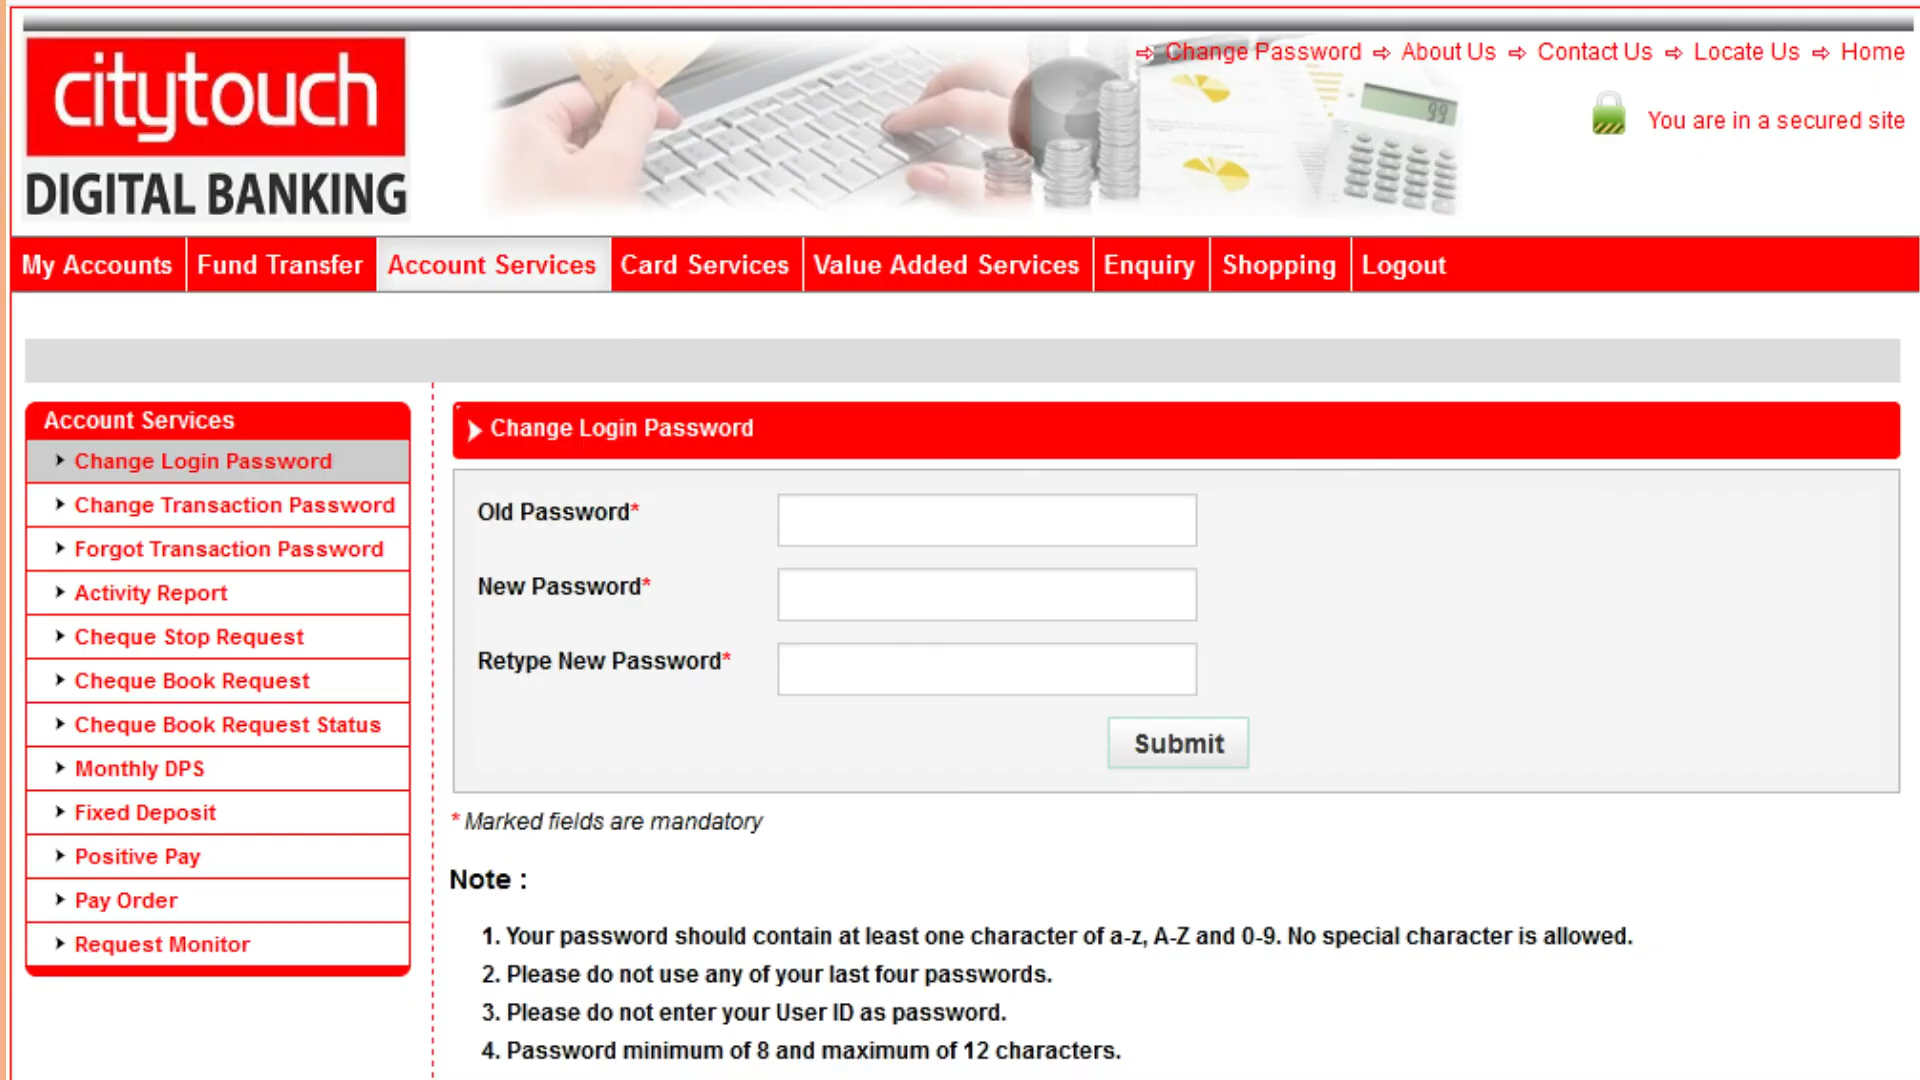 citytouch
DIGITAL BANKING
Change Password About Us Contact Us Locate Us Home
99
You are in a secured site
My Accounts Fund Transfer Account Services Card Services Value Added Services Enquiry Shopping Logout
Account Services
Change Login Password
Change Transaction Password
Forgot Transaction Password
Activity Report
Cheque Stop Request
Cheque Book Request
Cheque Book Request Status
Monthly DPS
Fixed Deposit
Positive Pay
Pay Order
Request Monitor
Change Login Password
Old Password*
New Password*
Retype New Password*
Submit
* Marked fields are mandatory
Note :
1. Your password should contain at least one character of a-z, A-Z and 0-9. No special character is allowed.
2. Please do not use any of your last four passwords.
3. Please do not enter your User ID as password.
4. Password minimum of 8 and maximum of 12 characters.